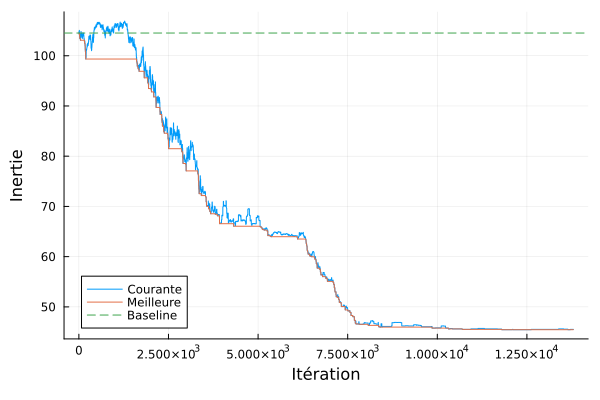 Inertie
100
90
80
70
60
50
Courante
Meilleure
Baseline
0
2.500×10³
5.000×10³
7.500×10³
1.000×10⁴
1.250×10⁴
Itération